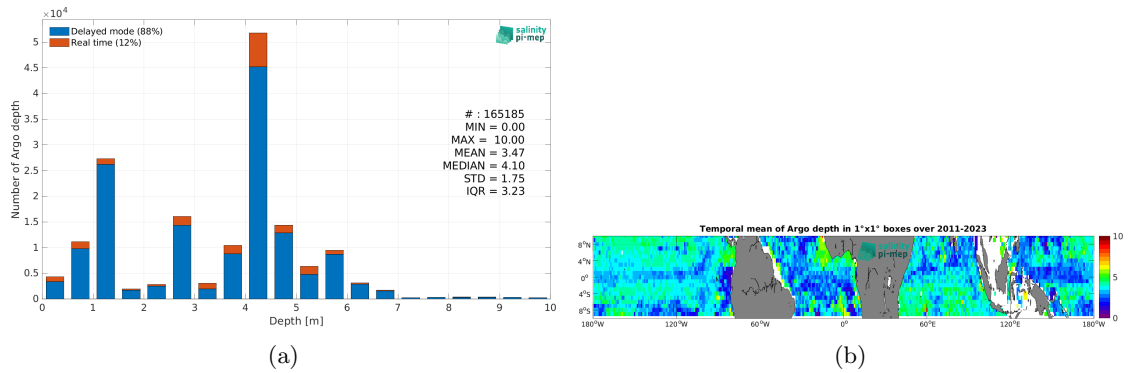 ×10⁴
Delayed mode (88%)
Real time (12%)
salinity
pi-mep
5
4.5
4
3.5
3
2.5
2
1.5
1
0.5
0
Number of Argo depth
# : 165185
MIN = 0.00
MAX = 10.00
MEAN = 3.47
MEDIAN = 4.10
STD = 1.75
IQR = 3.23
0 1 2 3 4 5 6 7 8 9 10
Depth [m]
(a)
Temporal mean of Argo depth in 1°x1° boxes over 2011-2023
salinity
pi-mep
8°N
4°N
0°
4°S
8°S
180°W 120°W 60°W 0° 60°E 120°E 180°W
10
8
6
4
2
0
(b)